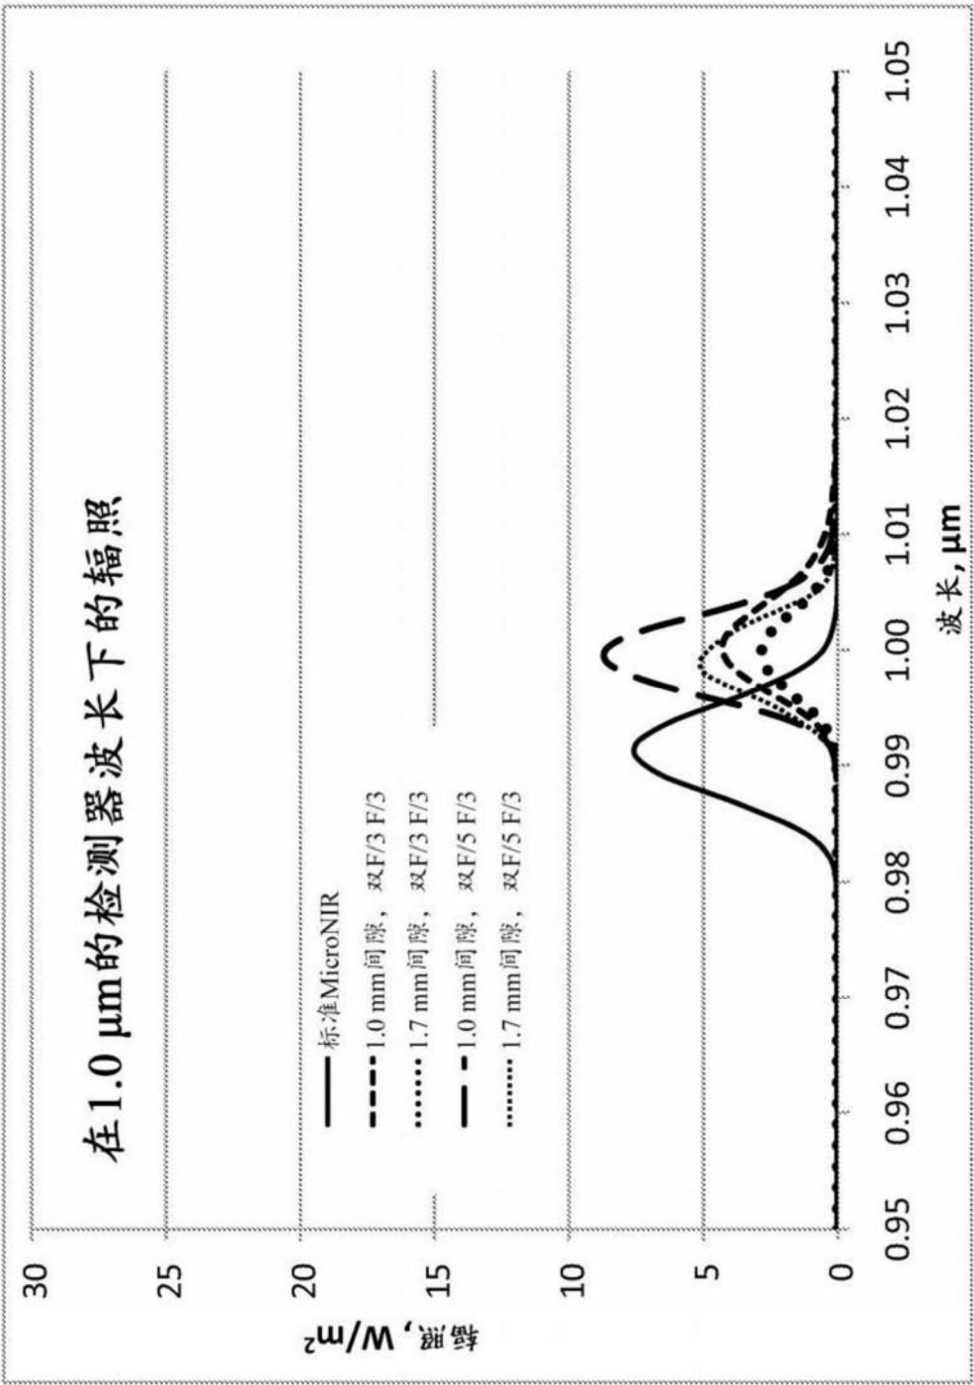 在1.0 μm的检测器波长下的辐照
30
25
20
15
10
5
0
辐照, W/m²
标准MicroNIR
1.0 mm间隙, 双F/3 F/3
1.7 mm间隙, 双F/3 F/3
1.0 mm间隙, 双F/5 F/3
1.7 mm间隙, 双F/5 F/3
0.95 0.96 0.97 0.98 0.99 1.00 1.01 1.02 1.03 1.04 1.05
波长, μm